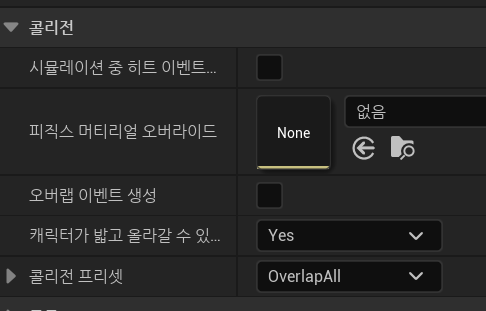 콜리전
시뮬레이션 중 히트 이벤트...
피직스 머티리얼 오버라이드
None
없음
오버랩 이벤트 생성
캐릭터가 밟고 올라갈 수 있...
Yes
콜리전 프리셋
OverlapAll